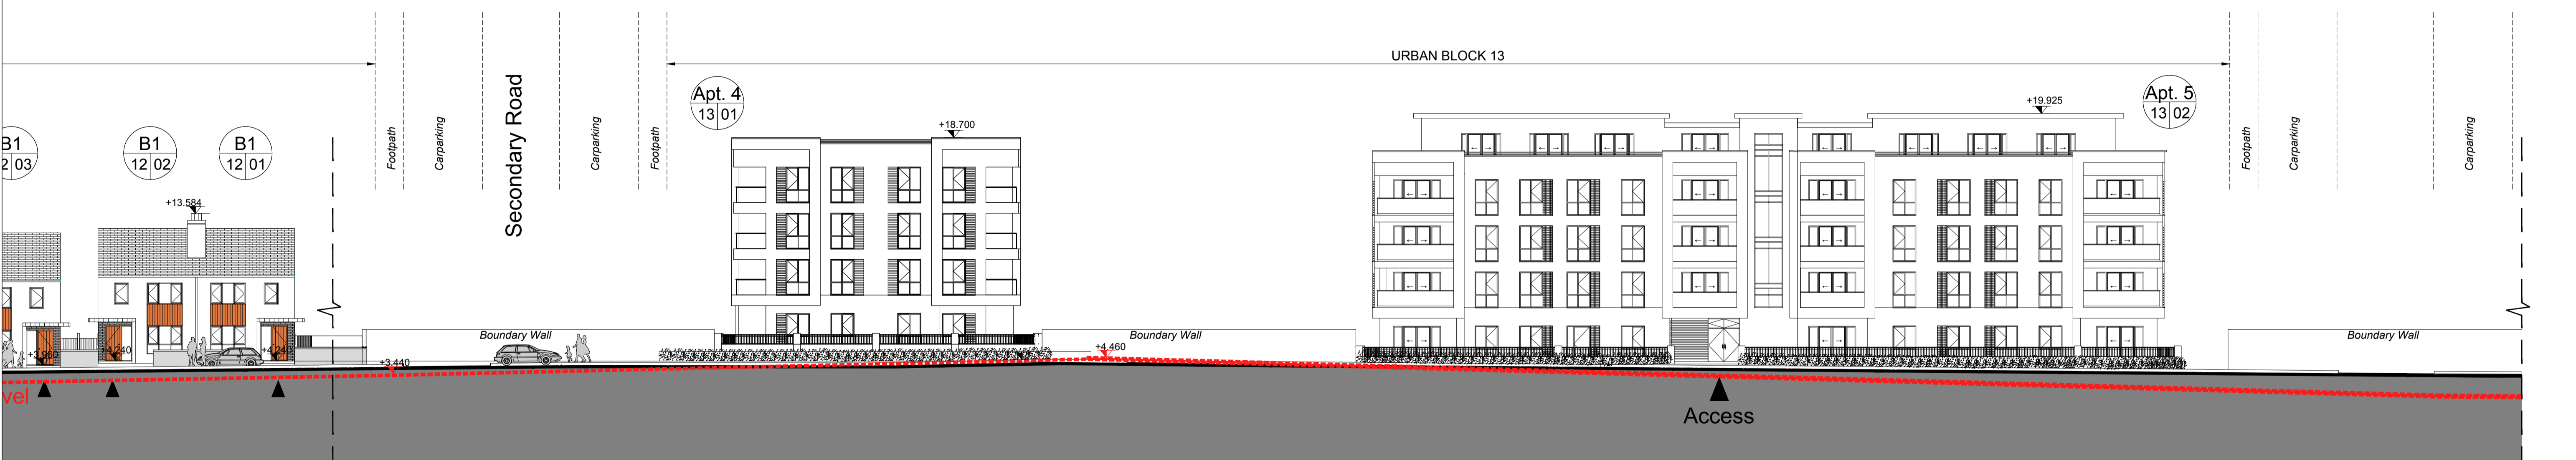 URBAN BLOCK 13
Apt. 4
13 01
Apt. 5
13 02
+19.925
+18.700
Footpath
Carparking
Secondary Road
Carparking
Footpath
Footpath
Carparking
Carparking
B1
2 03
B1
12 02
B1
12 01
+13.584
Boundary Wall
Boundary Wall
Boundary Wall
+3.960
+4.240
+4.240
+3.440
+4.460
vel
Access